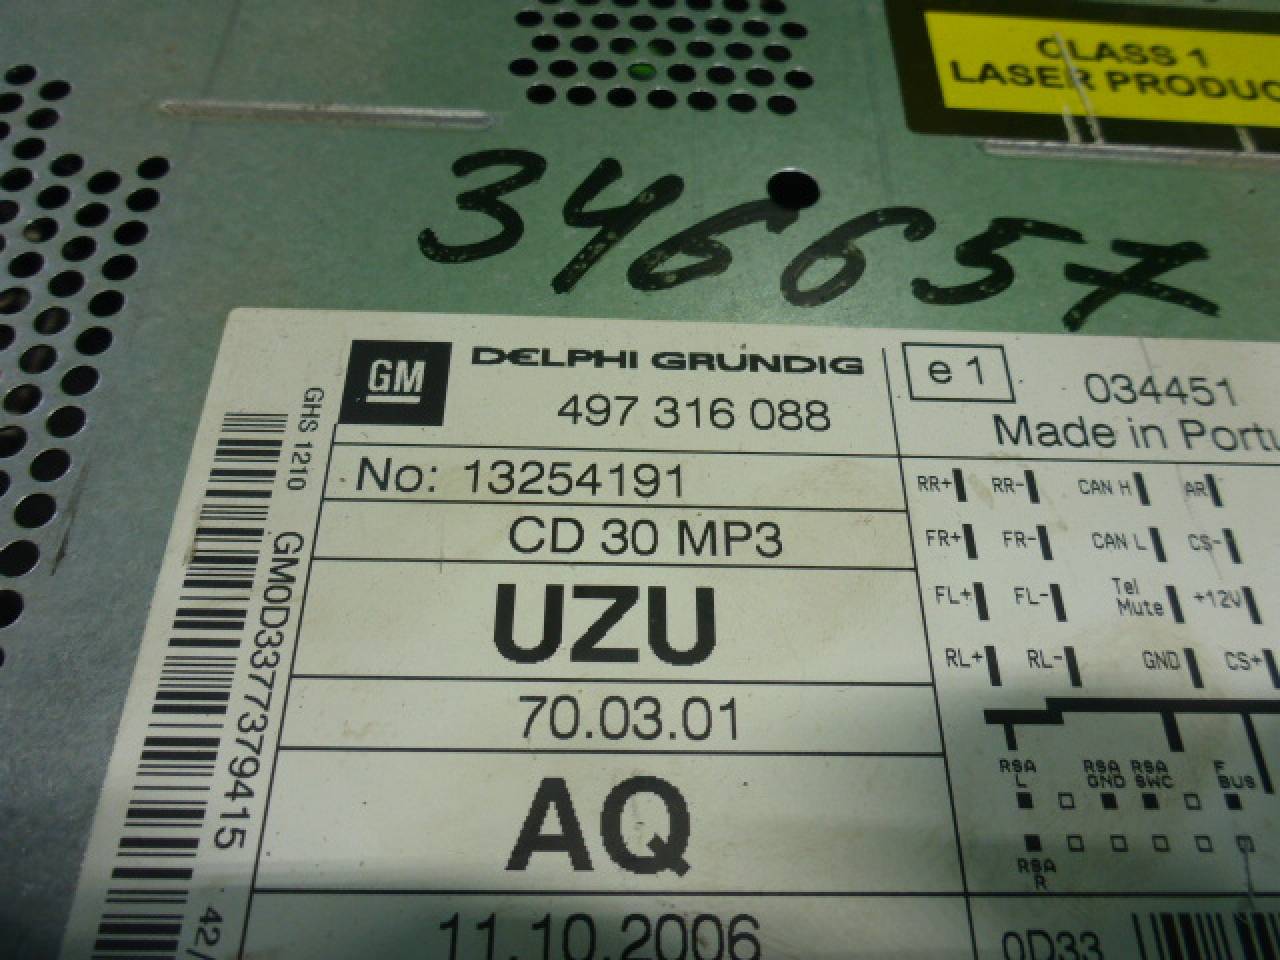 CLASS 1
LASER PRODUC
346657
GM
DELPHI GRUNDIG
497 316 088
e 1
034451
Made in Portu
No: 13254191
CD 30 MP3
UZU
70.03.01
AQ
11.10.2006
GHS 1210
GM0D3377379415
42/
RR+ RR- CAN H AR
FR+ FR- CAN L CS-
FL+ FL- Tel Mute +12V
RL+ RL- GND CS+
RSA L RSA GND RSA SWC F BUS
RSA R
0D33